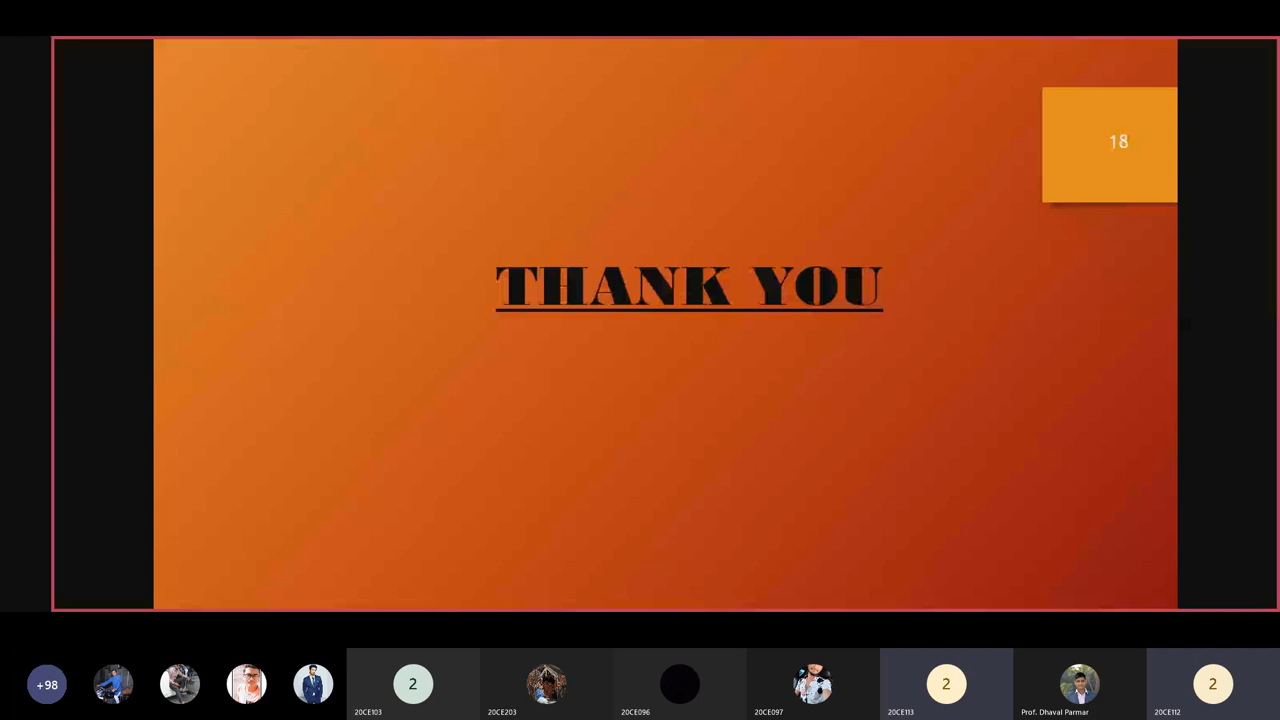 18
THANK YOU
+98
2
20CE103
20CE203
20CE096
20CE097
2
20CE113
Prof. Dhaval Parmar
2
20CE112